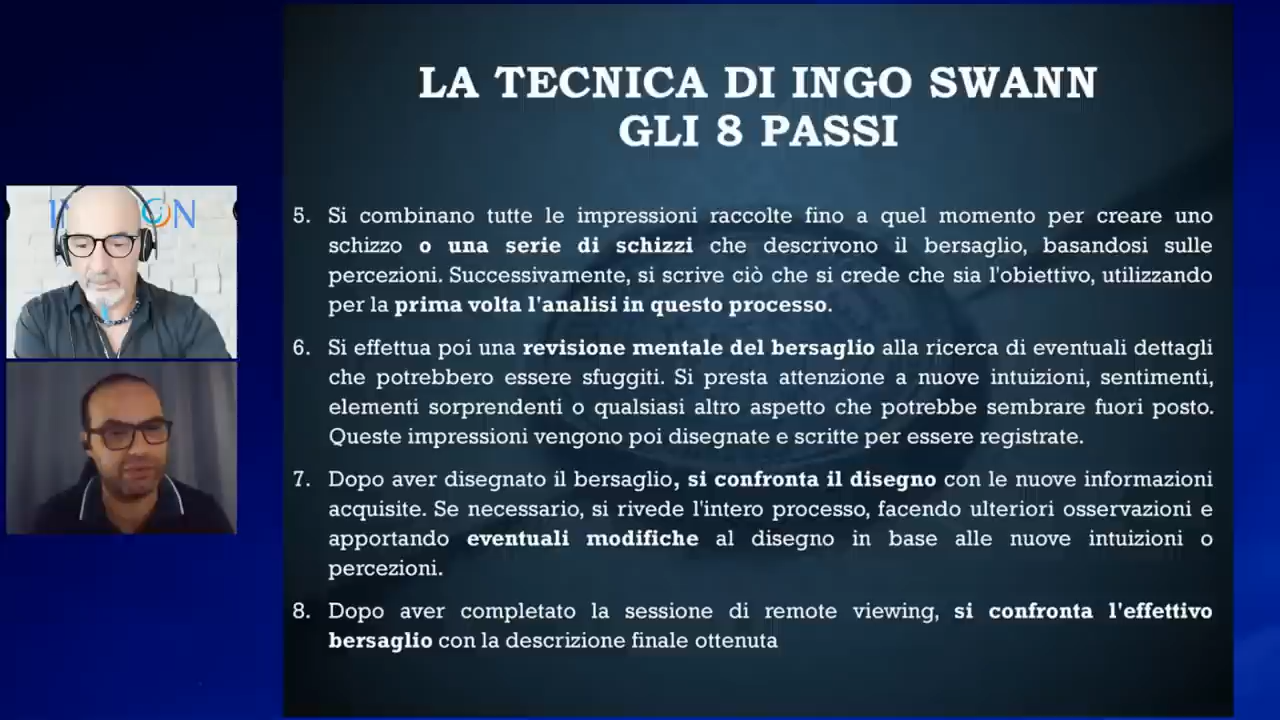 LA TECNICA DI INGO SWANN
GLI 8 PASSI
5. Si combinano tutte le impressioni raccolte fino a quel momento per creare uno
schizzo o una serie di schizzi che descrivono il bersaglio, basandosi sulle
percezioni. Successivamente, si scrive ciò che si crede che sia l'obiettivo, utilizzando
per la prima volta l'analisi in questo processo.
6. Si effettua poi una revisione mentale del bersaglio alla ricerca di eventuali dettagli
che potrebbero essere sfuggiti. Si presta attenzione a nuove intuizioni, sentimenti,
elementi sorprendenti o qualsiasi altro aspetto che potrebbe sembrare fuori posto.
Queste impressioni vengono poi disegnate e scritte per essere registrate.
7. Dopo aver disegnato il bersaglio, si confronta il disegno con le nuove informazioni
acquisite. Se necessario, si rivede l'intero processo, facendo ulteriori osservazioni e
apportando eventuali modifiche al disegno in base alle nuove intuizioni o
percezioni.
8. Dopo aver completato la sessione di remote viewing, si confronta l'effettivo
bersaglio con la descrizione finale ottenuta